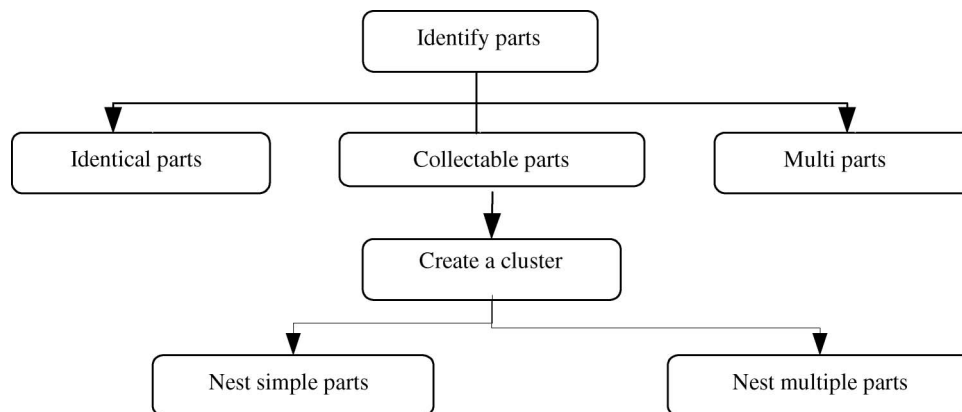 Identify parts
Identical parts
Collectable parts
Multi parts
Create a cluster
Nest simple parts
Nest multiple parts